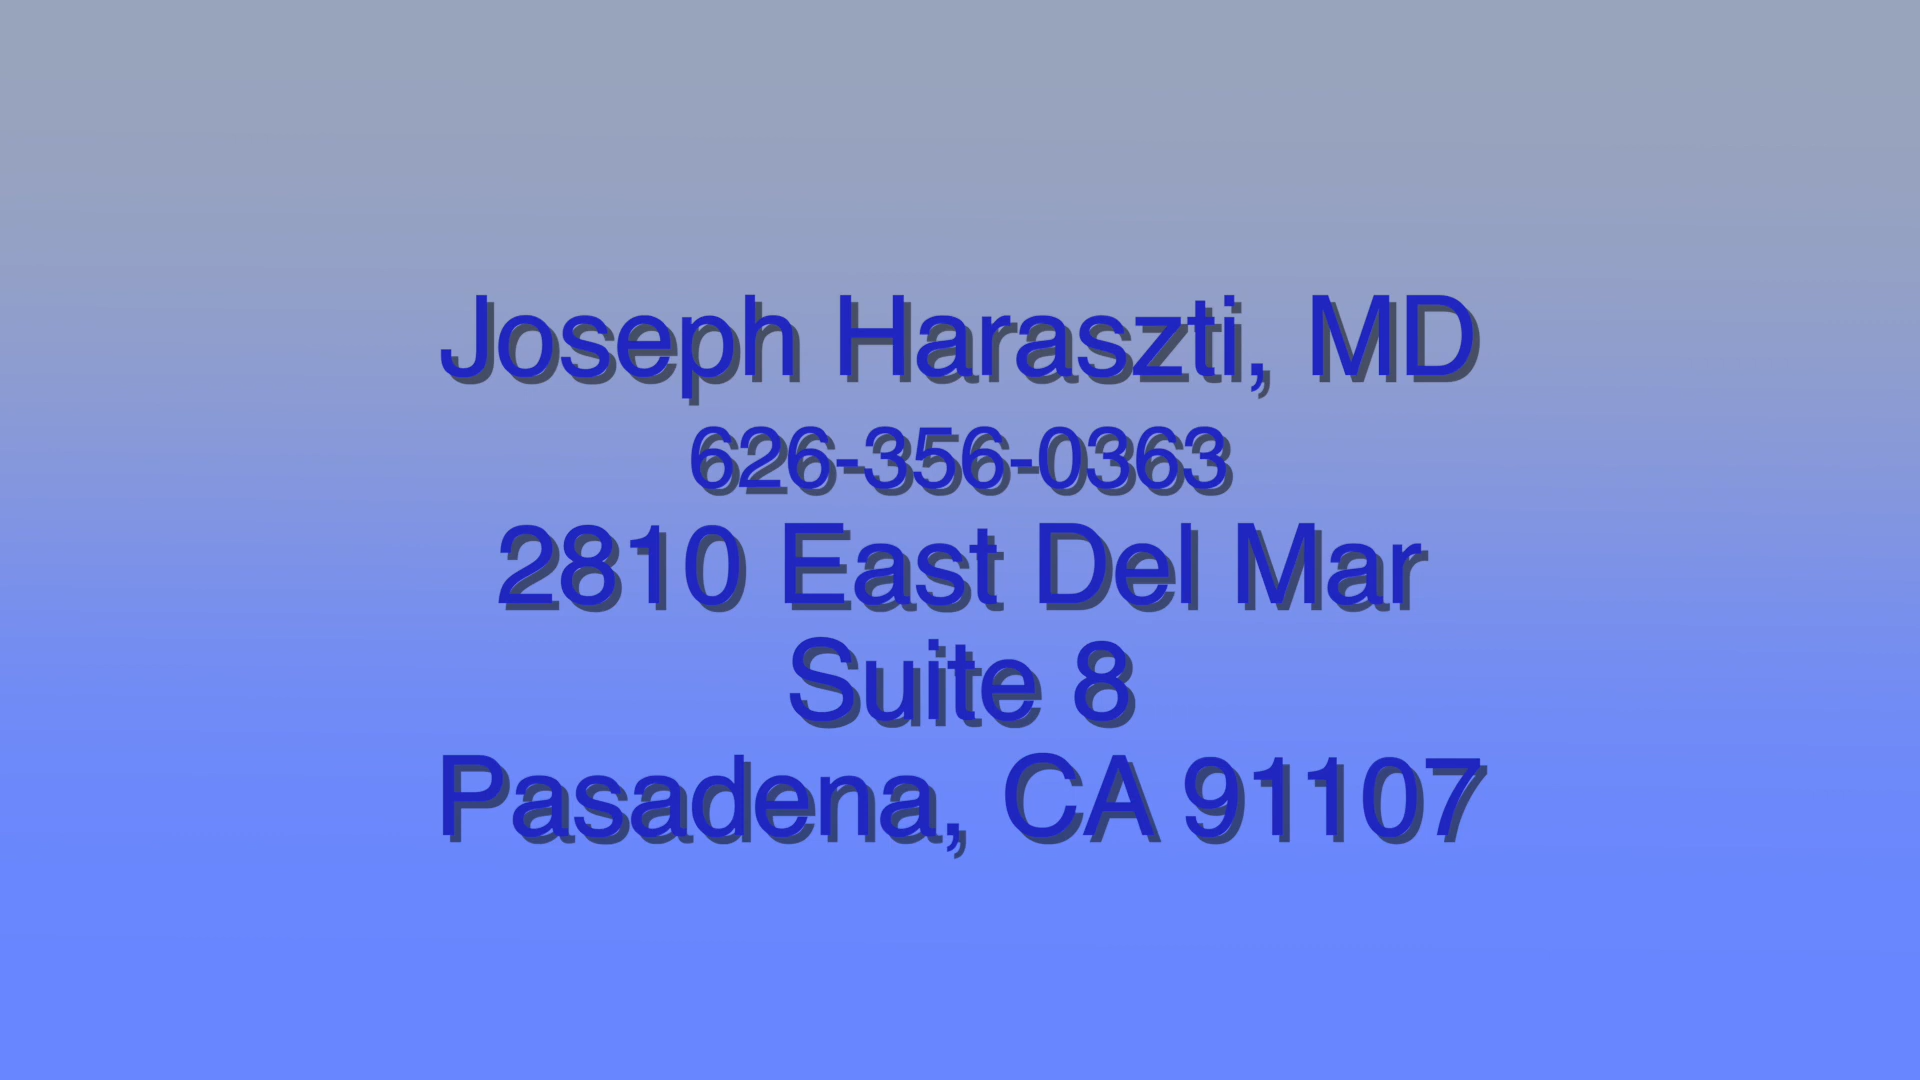 Joseph Haraszti, MD
626-356-0363
2810 East Del Mar
Suite 8
Pasadena, CA 91107